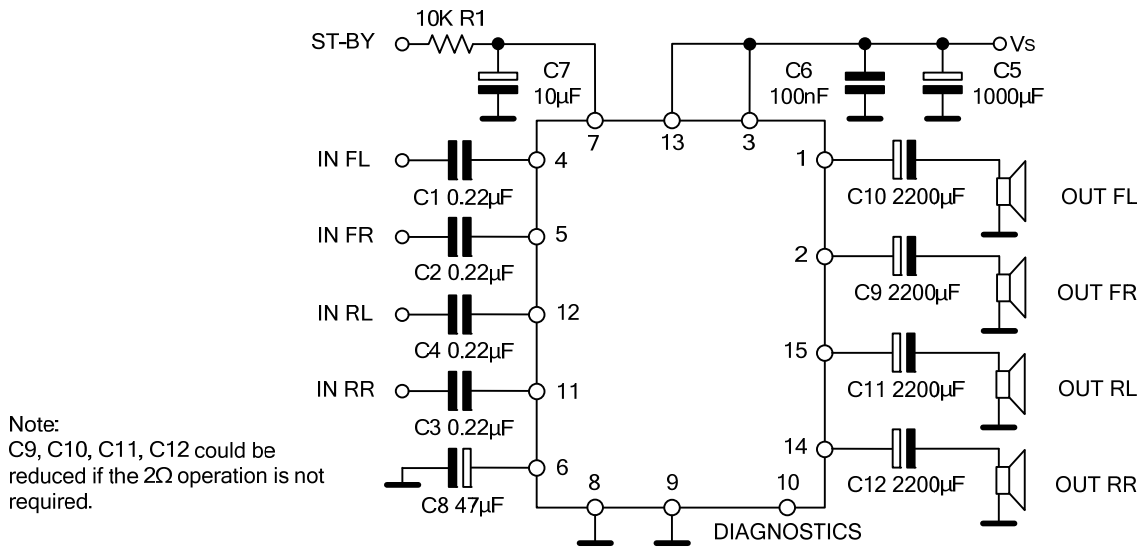 10K R1
ST-BY
C7
10µF
C6
100nF
Vs
C5
1000µF
7
13
3
IN FL
4
C1 0.22µF
1
C10 2200µF
OUT FL
IN FR
5
C2 0.22µF
2
C9 2200µF
OUT FR
IN RL
12
C4 0.22µF
15
C11 2200µF
OUT RL
IN RR
11
C3 0.22µF
14
C12 2200µF
OUT RR
6
C8 47µF
8
9
10
DIAGNOSTICS
Note:
C9, C10, C11, C12 could be
reduced if the 2Ω operation is not
required.